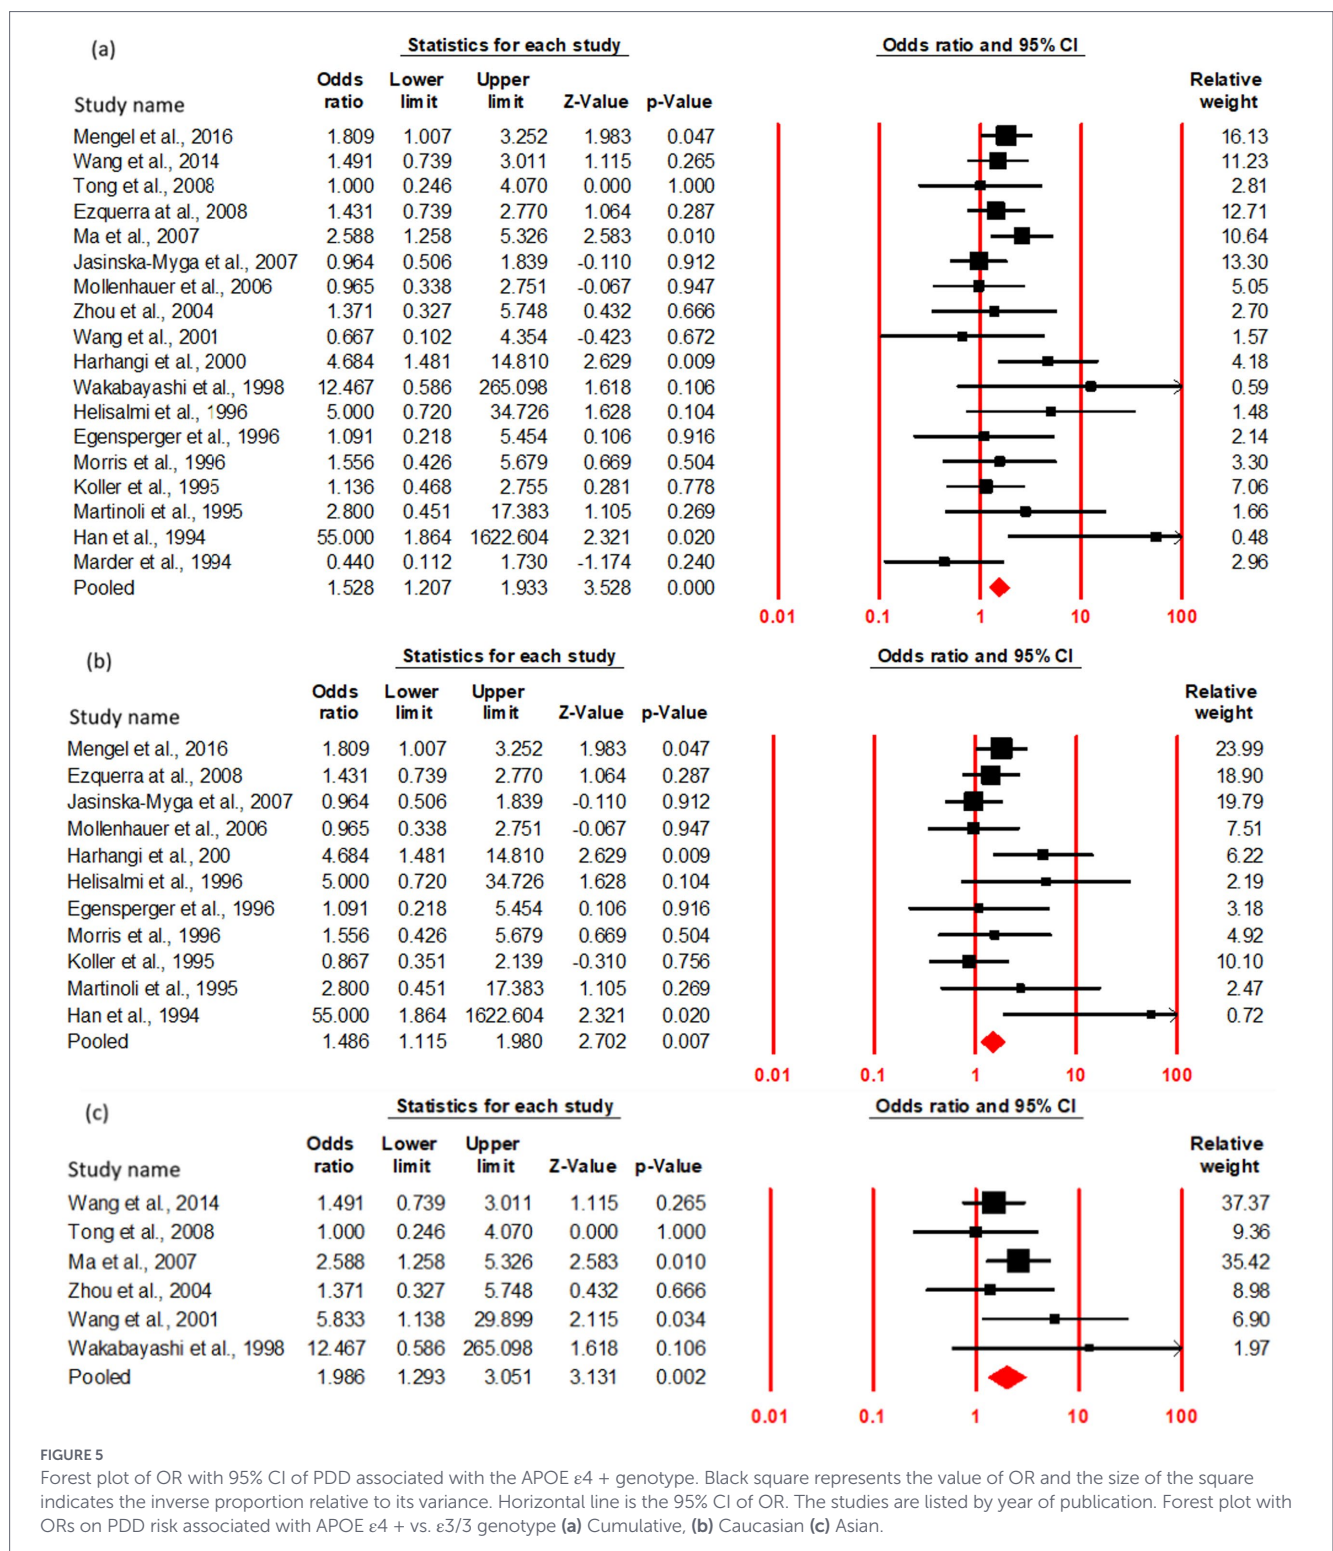 (a)
Statistics for each study
Odds ratio and 95% CI
Odds Lower Upper Relative
Study name ratio limit limit Z-Value p-Value weight
Mengel et al., 2016 1.809 1.007 3.252 1.983 0.047 16.13
Wang et al., 2014 1.491 0.739 3.011 1.115 0.265 11.23
Tong et al., 2008 1.000 0.246 4.070 0.000 1.000 2.81
Ezquerra at al., 2008 1.431 0.739 2.770 1.064 0.287 12.71
Ma et al., 2007 2.588 1.258 5.326 2.583 0.010 10.64
Jasinska-Myga et al., 2007 0.964 0.506 1.839 -0.110 0.912 13.30
Mollenhauer et al., 2006 0.965 0.338 2.751 -0.067 0.947 5.05
Zhou et al., 2004 1.371 0.327 5.748 0.432 0.666 2.70
Wang et al., 2001 0.667 0.102 4.354 -0.423 0.672 1.57
Harhangi et al., 2000 4.684 1.481 14.810 2.629 0.009 4.18
Wakabayashi et al., 1998 12.467 0.586 265.098 1.618 0.106 0.59
Helisalmi et al., 1996 5.000 0.720 34.726 1.628 0.104 1.48
Egensperger et al., 1996 1.091 0.218 5.454 0.106 0.916 2.14
Morris et al., 1996 1.556 0.426 5.679 0.669 0.504 3.30
Koller et al., 1995 1.136 0.468 2.755 0.281 0.778 7.06
Martinoli et al., 1995 2.800 0.451 17.383 1.105 0.269 1.66
Han et al., 1994 55.000 1.864 1622.604 2.321 0.020 0.48
Marder et al., 1994 0.440 0.112 1.730 -1.174 0.240 2.96
Pooled 1.528 1.207 1.933 3.528 0.000
0.01 0.1 1 10 100
(b)
Statistics for each study
Odds ratio and 95% CI
Odds Lower Upper Relative
Study name ratio limit limit Z-Value p-Value weight
Mengel et al., 2016 1.809 1.007 3.252 1.983 0.047 23.99
Ezquerra at al., 2008 1.431 0.739 2.770 1.064 0.287 18.90
Jasinska-Myga et al., 2007 0.964 0.506 1.839 -0.110 0.912 19.79
Mollenhauer et al., 2006 0.965 0.338 2.751 -0.067 0.947 7.51
Harhangi et al., 200 4.684 1.481 14.810 2.629 0.009 6.22
Helisalmi et al., 1996 5.000 0.720 34.726 1.628 0.104 2.19
Egensperger et al., 1996 1.091 0.218 5.454 0.106 0.916 3.18
Morris et al., 1996 1.556 0.426 5.679 0.669 0.504 4.92
Koller et al., 1995 0.867 0.351 2.139 -0.310 0.756 10.10
Martinoli et al., 1995 2.800 0.451 17.383 1.105 0.269 2.47
Han et al., 1994 55.000 1.864 1622.604 2.321 0.020 0.72
Pooled 1.486 1.115 1.980 2.702 0.007
0.01 0.1 1 10 100
(c)
Statistics for each study
Odds ratio and 95% CI
Odds Lower Upper Relative
Study name ratio limit limit Z-Value p-Value weight
Wang et al., 2014 1.491 0.739 3.011 1.115 0.265 37.37
Tong et al., 2008 1.000 0.246 4.070 0.000 1.000 9.36
Ma et al., 2007 2.588 1.258 5.326 2.583 0.010 35.42
Zhou et al., 2004 1.371 0.327 5.748 0.432 0.666 8.98
Wang et al., 2001 5.833 1.138 29.899 2.115 0.034 6.90
Wakabayashi et al., 1998 12.467 0.586 265.098 1.618 0.106 1.97
Pooled 1.986 1.293 3.051 3.131 0.002
0.01 0.1 1 10 100
FIGURE 5
Forest plot of OR with 95% CI of PDD associated with the APOE ε4 + genotype. Black square represents the value of OR and the size of the square
indicates the inverse proportion relative to its variance. Horizontal line is the 95% CI of OR. The studies are listed by year of publication. Forest plot with
ORs on PDD risk associated with APOE ε4 + vs. ε3/3 genotype (a) Cumulative, (b) Caucasian (c) Asian.